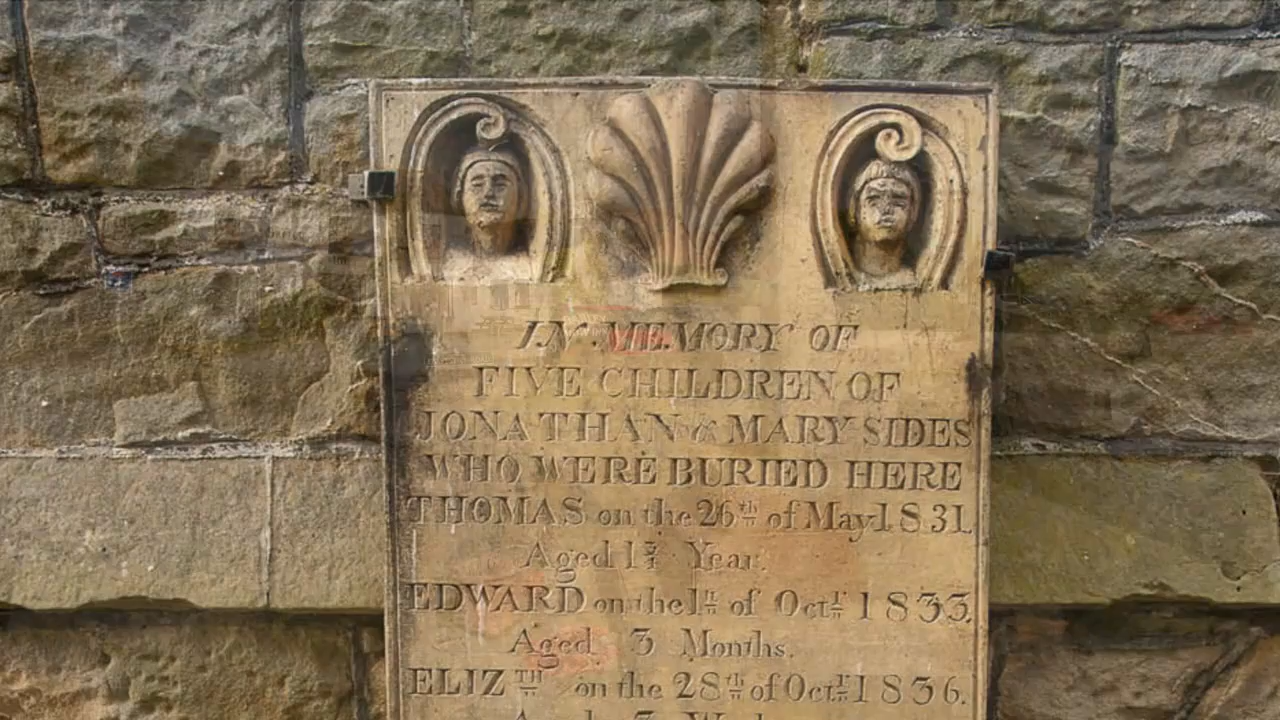 IN MEMORY OF
FIVE CHILDREN OF
JONATHAN & MARY SIDES
WHO WERE BURIED HERE
THOMAS on the 26th of May 1831.
Aged 1¾ Year.
EDWARD on the 1st of Octr 1833.
Aged 3 Months.
ELIZTH on the 28th of Octr 1836.